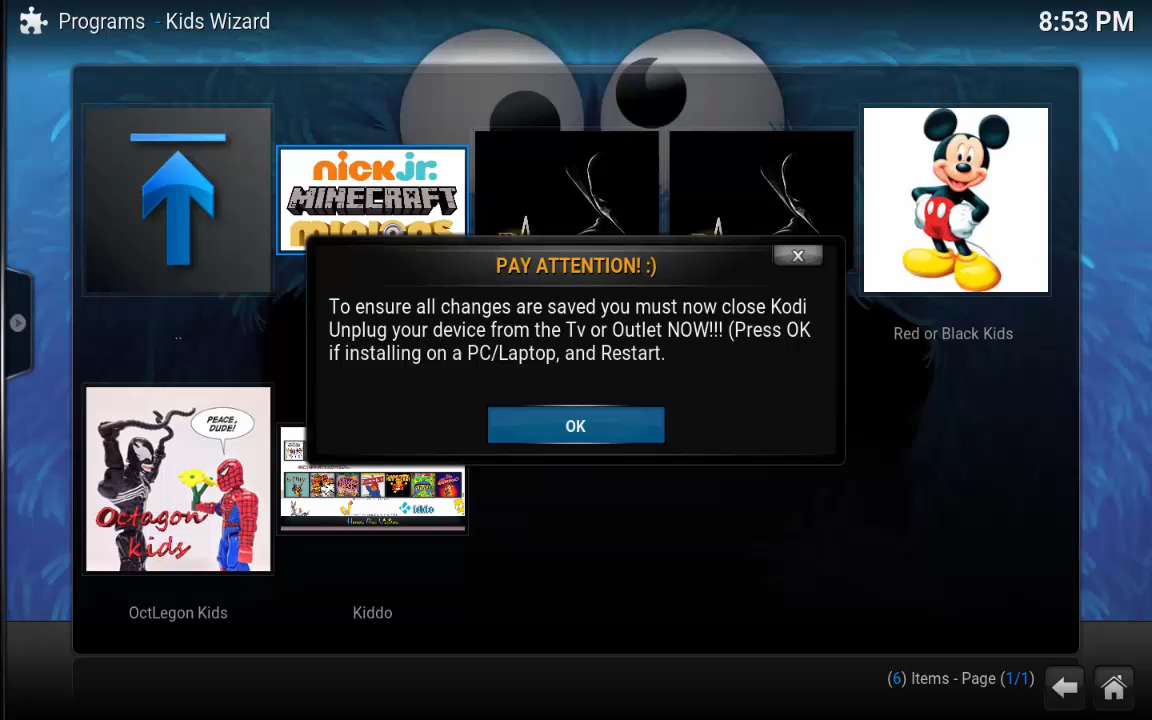 Programs - Kids Wizard
8:53 PM
nick jr.
MINECRAFT
MINIONS
PAY ATTENTION! :)
X
To ensure all changes are saved you must now close Kodi
Unplug your device from the Tv or Outlet NOW!!! (Press OK
if installing on a PC/Laptop, and Restart.
OK
..
Red or Black Kids
PEACE,
DUDE!
Octagon
kids
OctLegon Kids
Kiddo
(6) Items - Page (1/1)